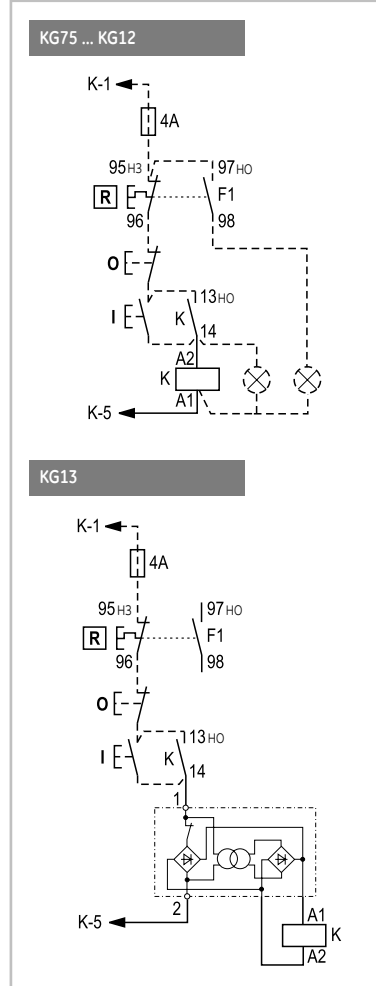 KG75 ... KG12
K-1
4A
95НЗ 97НО
R F1
96 98
O
13НО
I K
14
A2
K
A1
K-5
KG13
K-1
4A
95НЗ 97НО
R F1
96 98
O
13НО
I K
14
1
2
K-5
A1
K
A2